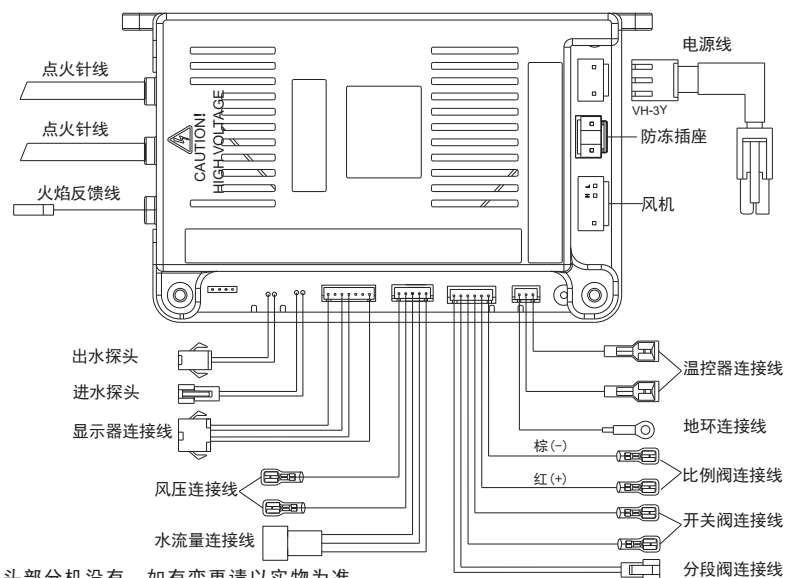 电源线
点火针线
VH-3Y
点火针线
CAUTION!
HIGH VOLTAGE
防冻插座
火焰反馈线
N L
风机
出水探头
温控器连接线
进水探头
显示器连接线
地环连接线
棕(-)
风压连接线
红(+)
比例阀连接线
开关阀连接线
水流量连接线
分段阀连接线
头部分机没有，如有变更请以实物为准